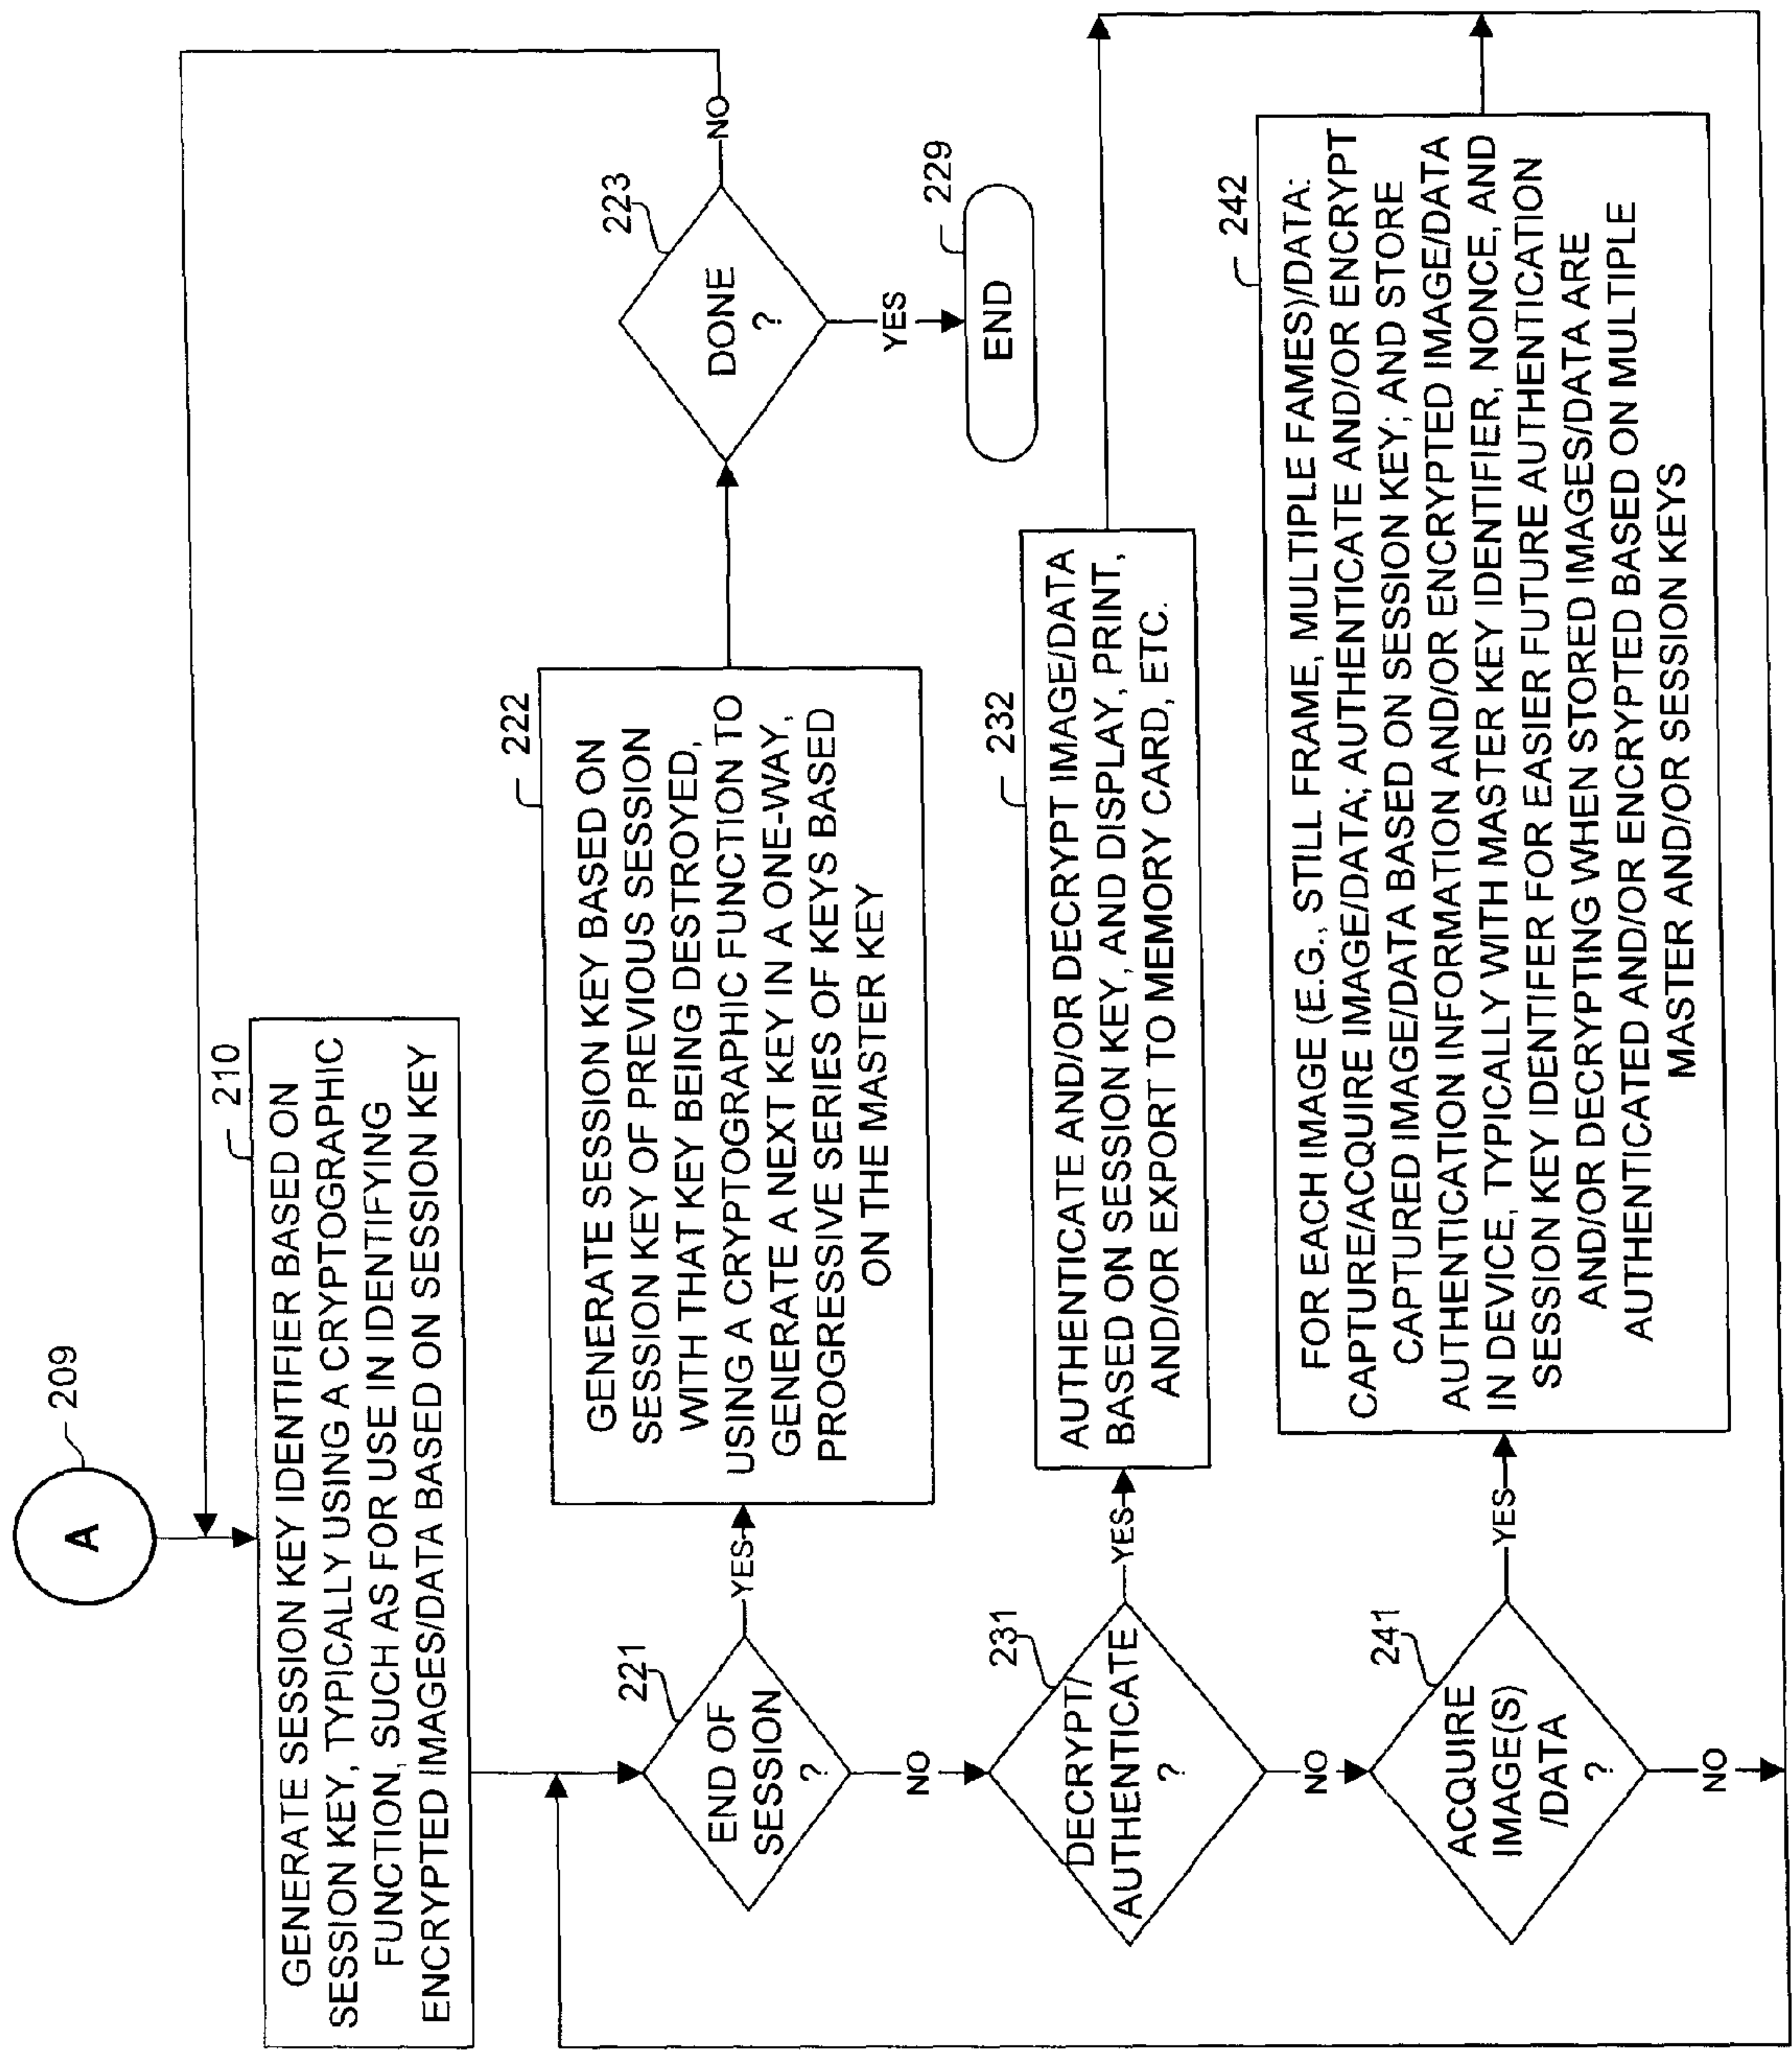 A
209
210
GENERATE SESSION KEY IDENTIFIER BASED ON
SESSION KEY, TYPICALLY USING A CRYPTOGRAPHIC
FUNCTION, SUCH AS FOR USE IN IDENTIFYING
ENCRYPTED IMAGES/DATA BASED ON SESSION KEY
221
END OF
SESSION
?
YES
NO
222
GENERATE SESSION KEY BASED ON
SESSION KEY OF PREVIOUS SESSION
WITH THAT KEY BEING DESTROYED,
USING A CRYPTOGRAPHIC FUNCTION TO
GENERATE A NEXT KEY IN A ONE-WAY,
PROGRESSIVE SERIES OF KEYS BASED
ON THE MASTER KEY
223
DONE
?
NO
YES
229
END
231
DECRYPT/
AUTHENTICATE
?
YES
NO
232
AUTHENTICATE AND/OR DECRYPT IMAGE/DATA
BASED ON SESSION KEY, AND DISPLAY, PRINT,
AND/OR EXPORT TO MEMORY CARD, ETC.
241
ACQUIRE
IMAGE(S)
/DATA
?
YES
NO
242
FOR EACH IMAGE (E.G., STILL FRAME, MULTIPLE FAMES)/DATA:
CAPTURE/ACQUIRE IMAGE/DATA; AUTHENTICATE AND/OR ENCRYPT
CAPTURED IMAGE/DATA BASED ON SESSION KEY; AND STORE
AUTHENTICATION INFORMATION AND/OR ENCRYPTED IMAGE/DATA
IN DEVICE, TYPICALLY WITH MASTER KEY IDENTIFIER, NONCE, AND
SESSION KEY IDENTIFER FOR EASIER FUTURE AUTHENTICATION
AND/OR DECRYPTING WHEN STORED IMAGES/DATA ARE
AUTHENTICATED AND/OR ENCRYPTED BASED ON MULTIPLE
MASTER AND/OR SESSION KEYS